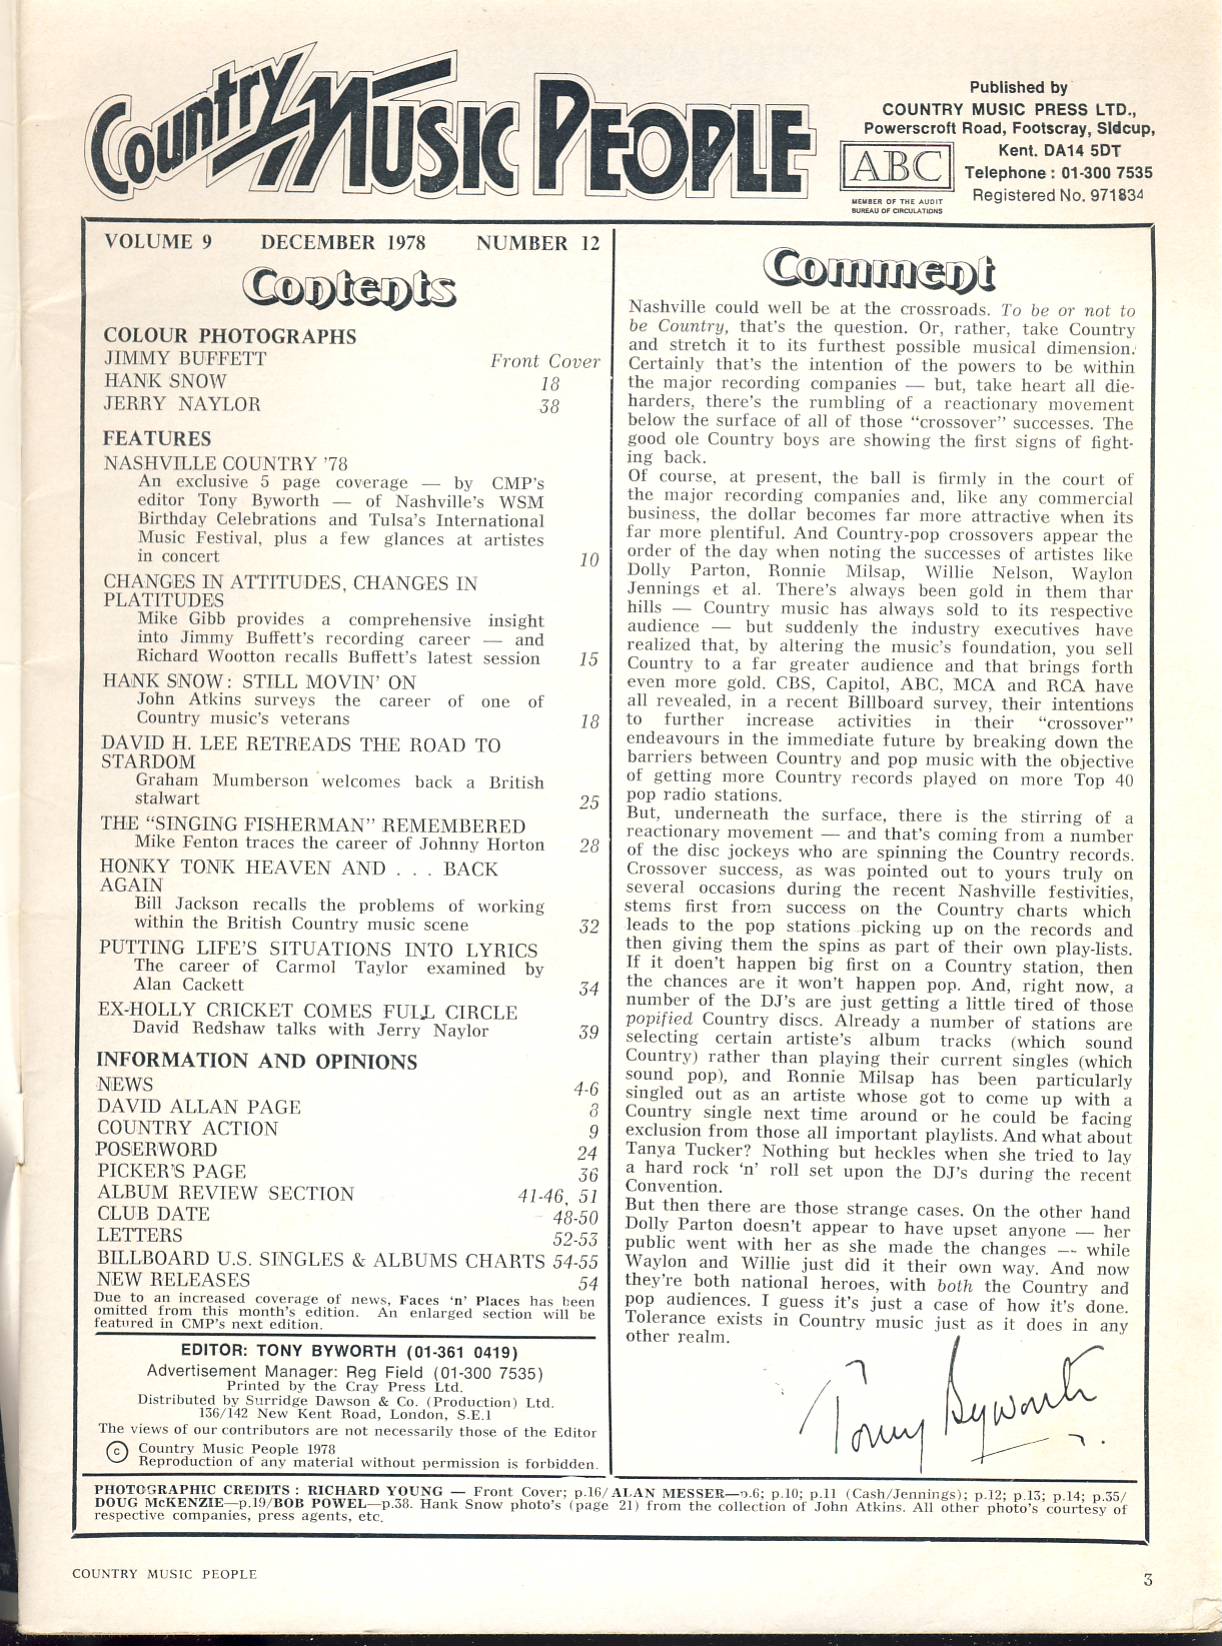 Country Music People
Published by
COUNTRY MUSIC PRESS LTD.,
Powerscroft Road, Footscray, Sidcup,
Kent. DA14 5DT
Telephone : 01-300 7535
Registered No. 971834
ABC
MEMBER OF THE AUDIT
BUREAU OF CIRCULATIONS
VOLUME 9 DECEMBER 1978 NUMBER 12
Contents
COLOUR PHOTOGRAPHS
JIMMY BUFFETT Front Cover
HANK SNOW 18
JERRY NAYLOR 38
FEATURES
NASHVILLE COUNTRY '78
An exclusive 5 page coverage — by CMP's
editor Tony Byworth — of Nashville's WSM
Birthday Celebrations and Tulsa's International
Music Festival, plus a few glances at artistes
in concert 10
CHANGES IN ATTITUDES, CHANGES IN
PLATITUDES
Mike Gibb provides a comprehensive insight
into Jimmy Buffett's recording career — and
Richard Wootton recalls Buffett's latest session 15
HANK SNOW: STILL MOVIN' ON
John Atkins surveys the career of one of
Country music's veterans 18
DAVID H. LEE RETREADS THE ROAD TO
STARDOM
Graham Mumberson welcomes back a British
stalwart 25
THE "SINGING FISHERMAN" REMEMBERED
Mike Fenton traces the career of Johnny Horton 28
HONKY TONK HEAVEN AND . . . BACK
AGAIN
Bill Jackson recalls the problems of working
within the British Country music scene 32
PUTTING LIFE'S SITUATIONS INTO LYRICS
The career of Carmol Taylor examined by
Alan Cackett 34
EX-HOLLY CRICKET COMES FULL CIRCLE
David Redshaw talks with Jerry Naylor 39
INFORMATION AND OPINIONS
NEWS 4-6
DAVID ALLAN PAGE 8
COUNTRY ACTION 9
POSERWORD 24
PICKER'S PAGE 36
ALBUM REVIEW SECTION 41-46, 51
CLUB DATE 48-50
LETTERS 52-53
BILLBOARD U.S. SINGLES & ALBUMS CHARTS 54-55
NEW RELEASES 54
Due to an increased coverage of news, Faces 'n' Places has been
omitted from this month's edition. An enlarged section will be
featured in CMP's next edition.
EDITOR: TONY BYWORTH (01-361 0419)
Advertisement Manager: Reg Field (01-300 7535)
Printed by the Cray Press Ltd.
Distributed by Surridge Dawson & Co. (Production) Ltd.
136/142 New Kent Road, London, S.E.1
The views of our contributors are not necessarily those of the Editor
© Country Music People 1978
Reproduction of any material without permission is forbidden.
Comment
Nashville could well be at the crossroads. To be or not to
be Country, that's the question. Or, rather, take Country
and stretch it to its furthest possible musical dimension.
Certainly that's the intention of the powers to be within
the major recording companies — but, take heart all die-
harders, there's the rumbling of a reactionary movement
below the surface of all of those "crossover" successes. The
good ole Country boys are showing the first signs of fight-
ing back.
Of course, at present, the ball is firmly in the court of
the major recording companies and, like any commercial
business, the dollar becomes far more attractive when its
far more plentiful. And Country-pop crossovers appear the
order of the day when noting the successes of artistes like
Dolly Parton, Ronnie Milsap, Willie Nelson, Waylon
Jennings et al. There's always been gold in them thar
hills — Country music has always sold to its respective
audience — but suddenly the industry executives have
realized that, by altering the music's foundation, you sell
Country to a far greater audience and that brings forth
even more gold. CBS, Capitol, ABC, MCA and RCA have
all revealed, in a recent Billboard survey, their intentions
to further increase activities in their "crossover"
endeavours in the immediate future by breaking down the
barriers between Country and pop music with the objective
of getting more Country records played on more Top 40
pop radio stations.
But, underneath the surface, there is the stirring of a
reactionary movement — and that's coming from a number
of the disc jockeys who are spinning the Country records.
Crossover success, as was pointed out to yours truly on
several occasions during the recent Nashville festivities,
stems first from success on the Country charts which
leads to the pop stations picking up on the records and
then giving them the spins as part of their own play-lists.
If it doen't happen big first on a Country station, then
the chances are it won't happen pop. And, right now, a
number of the DJ's are just getting a little tired of those
popified Country discs. Already a number of stations are
selecting certain artiste's album tracks (which sound
Country) rather than playing their current singles (which
sound pop), and Ronnie Milsap has been particularly
singled out as an artiste whose got to come up with a
Country single next time around or he could be facing
exclusion from those all important playlists. And what about
Tanya Tucker? Nothing but heckles when she tried to lay
a hard rock 'n' roll set upon the DJ's during the recent
Convention.
But then there are those strange cases. On the other hand
Dolly Parton doesn't appear to have upset anyone — her
public went with her as she made the changes — while
Waylon and Willie just did it their own way. And now
they're both national heroes, with both the Country and
pop audiences. I guess it's just a case of how it's done.
Tolerance exists in Country music just as it does in any
other realm.
Tony Byworth
PHOTOGRAPHIC CREDITS : RICHARD YOUNG — Front Cover; p.16/ALAN MESSER—p.6; p.10; p.11 (Cash/Jennings); p.12; p.13; p.14; p.35/
DOUG McKENZIE—p.19/BOB POWEL—p.38. Hank Snow photo's (page 21) from the collection of John Atkins. All other photo's courtesy of
respective companies, press agents, etc.
COUNTRY MUSIC PEOPLE 3